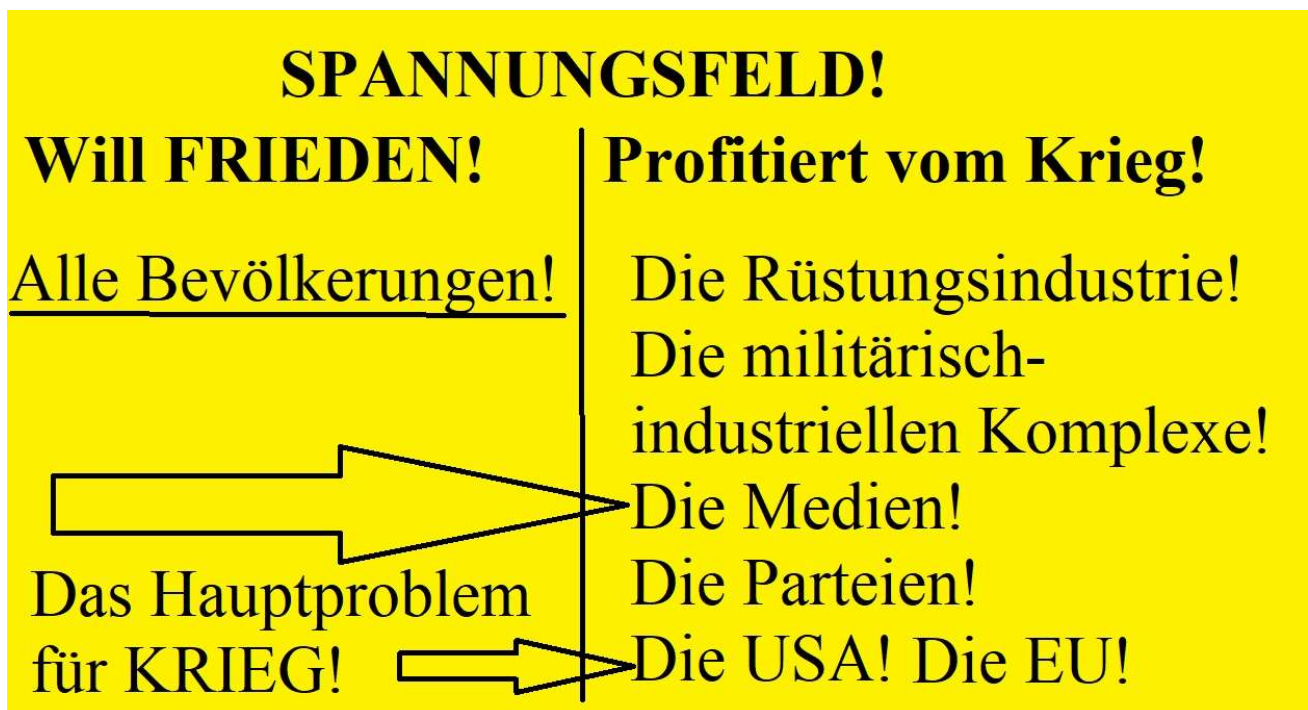 SPANNUNGSFELD!
Will FRIEDEN!
Alle Bevölkerungen!
Das Hauptproblem
für KRIEG!
Profitiert vom Krieg!
Die Rüstungsindustrie!
Die militärisch-
industriellen Komplexe!
Die Medien!
Die Parteien!
Die USA! Die EU!